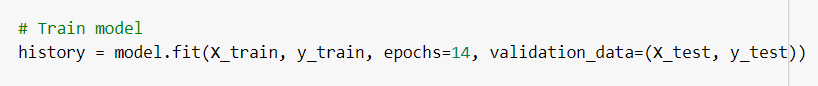 # Train model
history = model.fit(X_train, y_train, epochs=14, validation_data=(X_test, y_test))